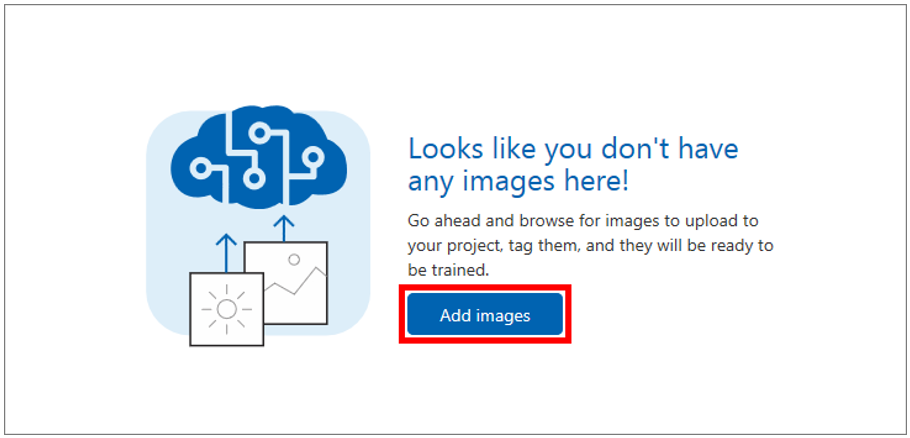 Looks like you don't have
any images here!
Go ahead and browse for images to upload to
your project, tag them, and they will be ready to
be trained.
Add images